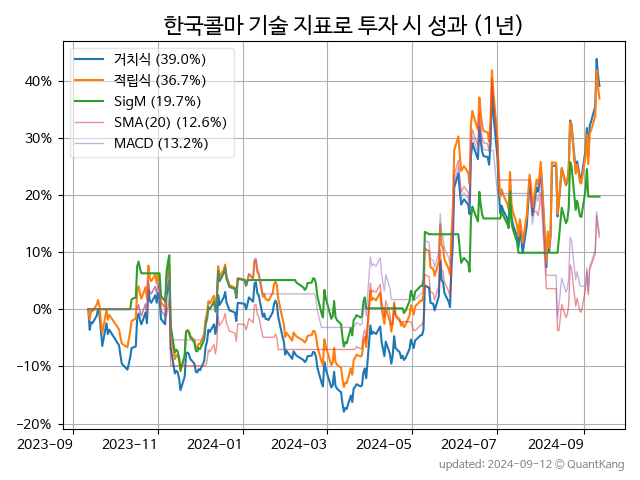 한국콜마 기술 지표로 투자 시 성과 (1년)
거치식 (39.0%)
적립식 (36.7%)
SigM (19.7%)
SMA(20) (12.6%)
MACD (13.2%)
40%
30%
20%
10%
0%
−10%
−20%
2023-09 2023-11 2024-01 2024-03 2024-05 2024-07 2024-09
updated: 2024-09-12 © QuantKang